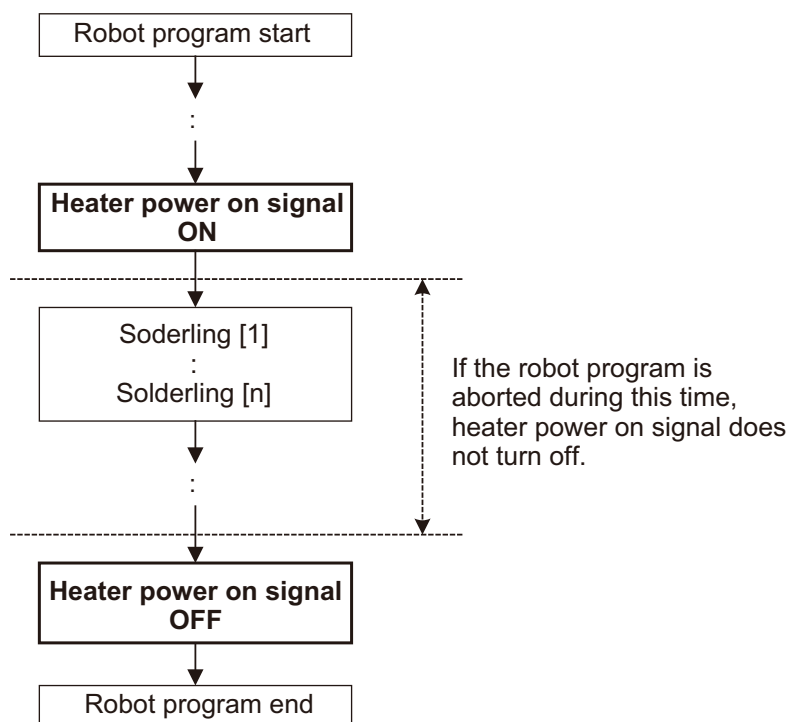 Robot program start
:
Heater power on signal
ON
Soderling [1]
:
Solderling [n]
If the robot program is
aborted during this time,
heater power on signal does
not turn off.
:
Heater power on signal
OFF
Robot program end